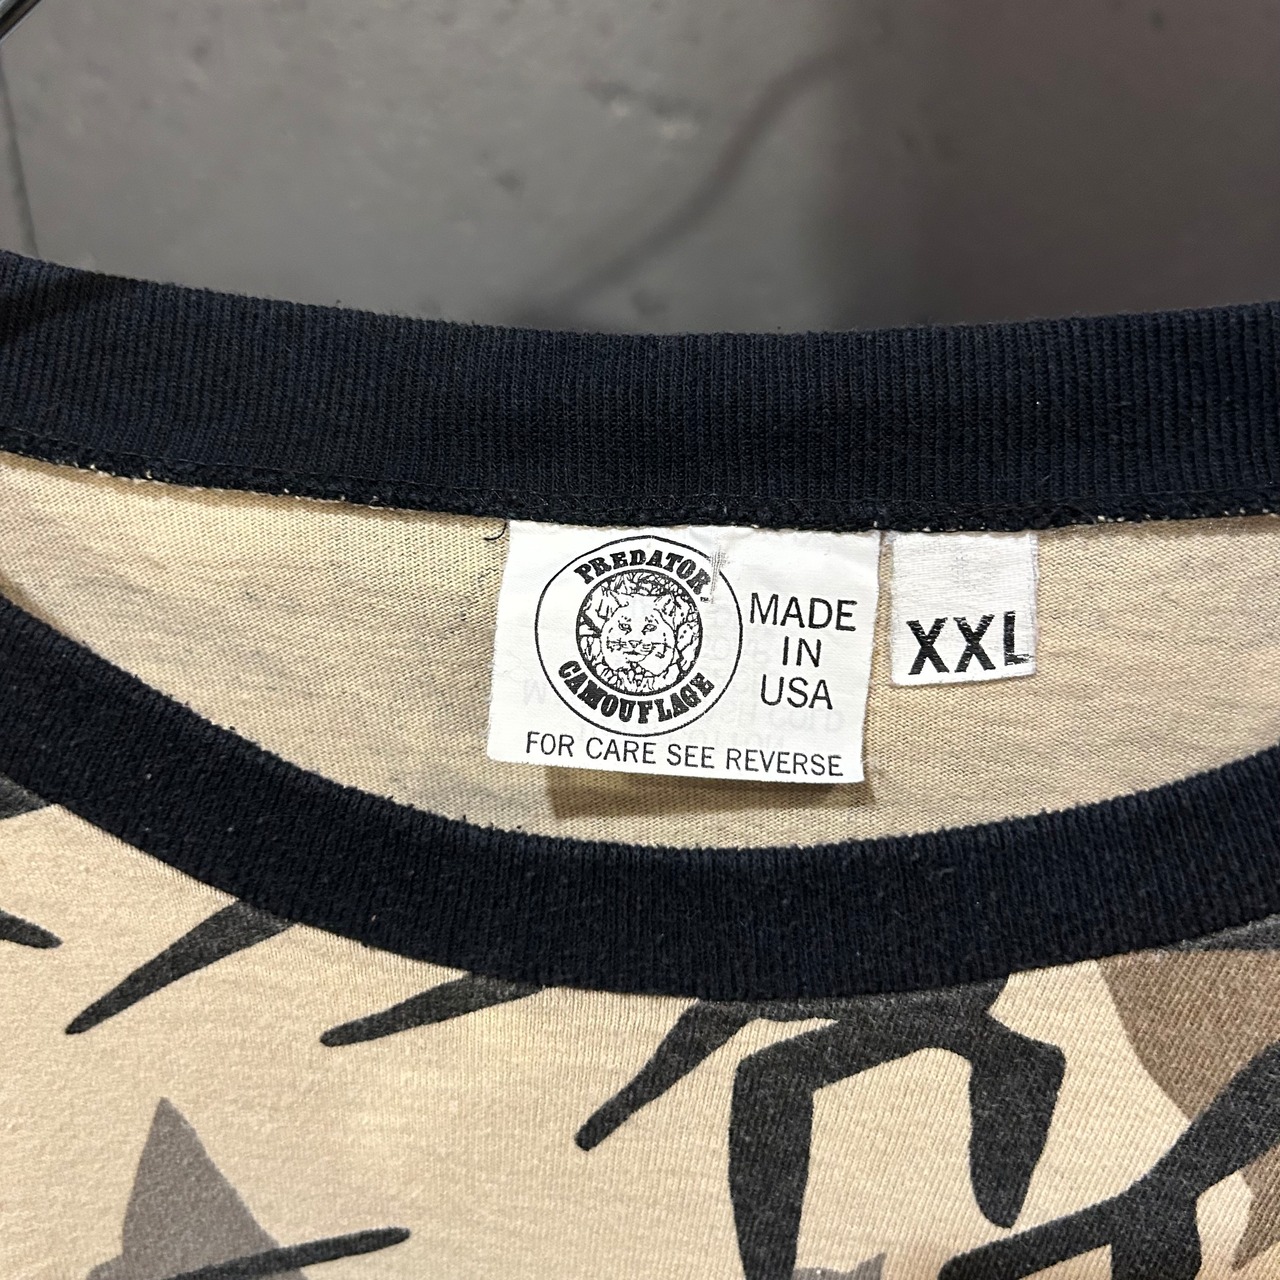 PREDATOR
CAMOUFLAGE
MADE
IN
USA
FOR CARE SEE REVERSE
XXL